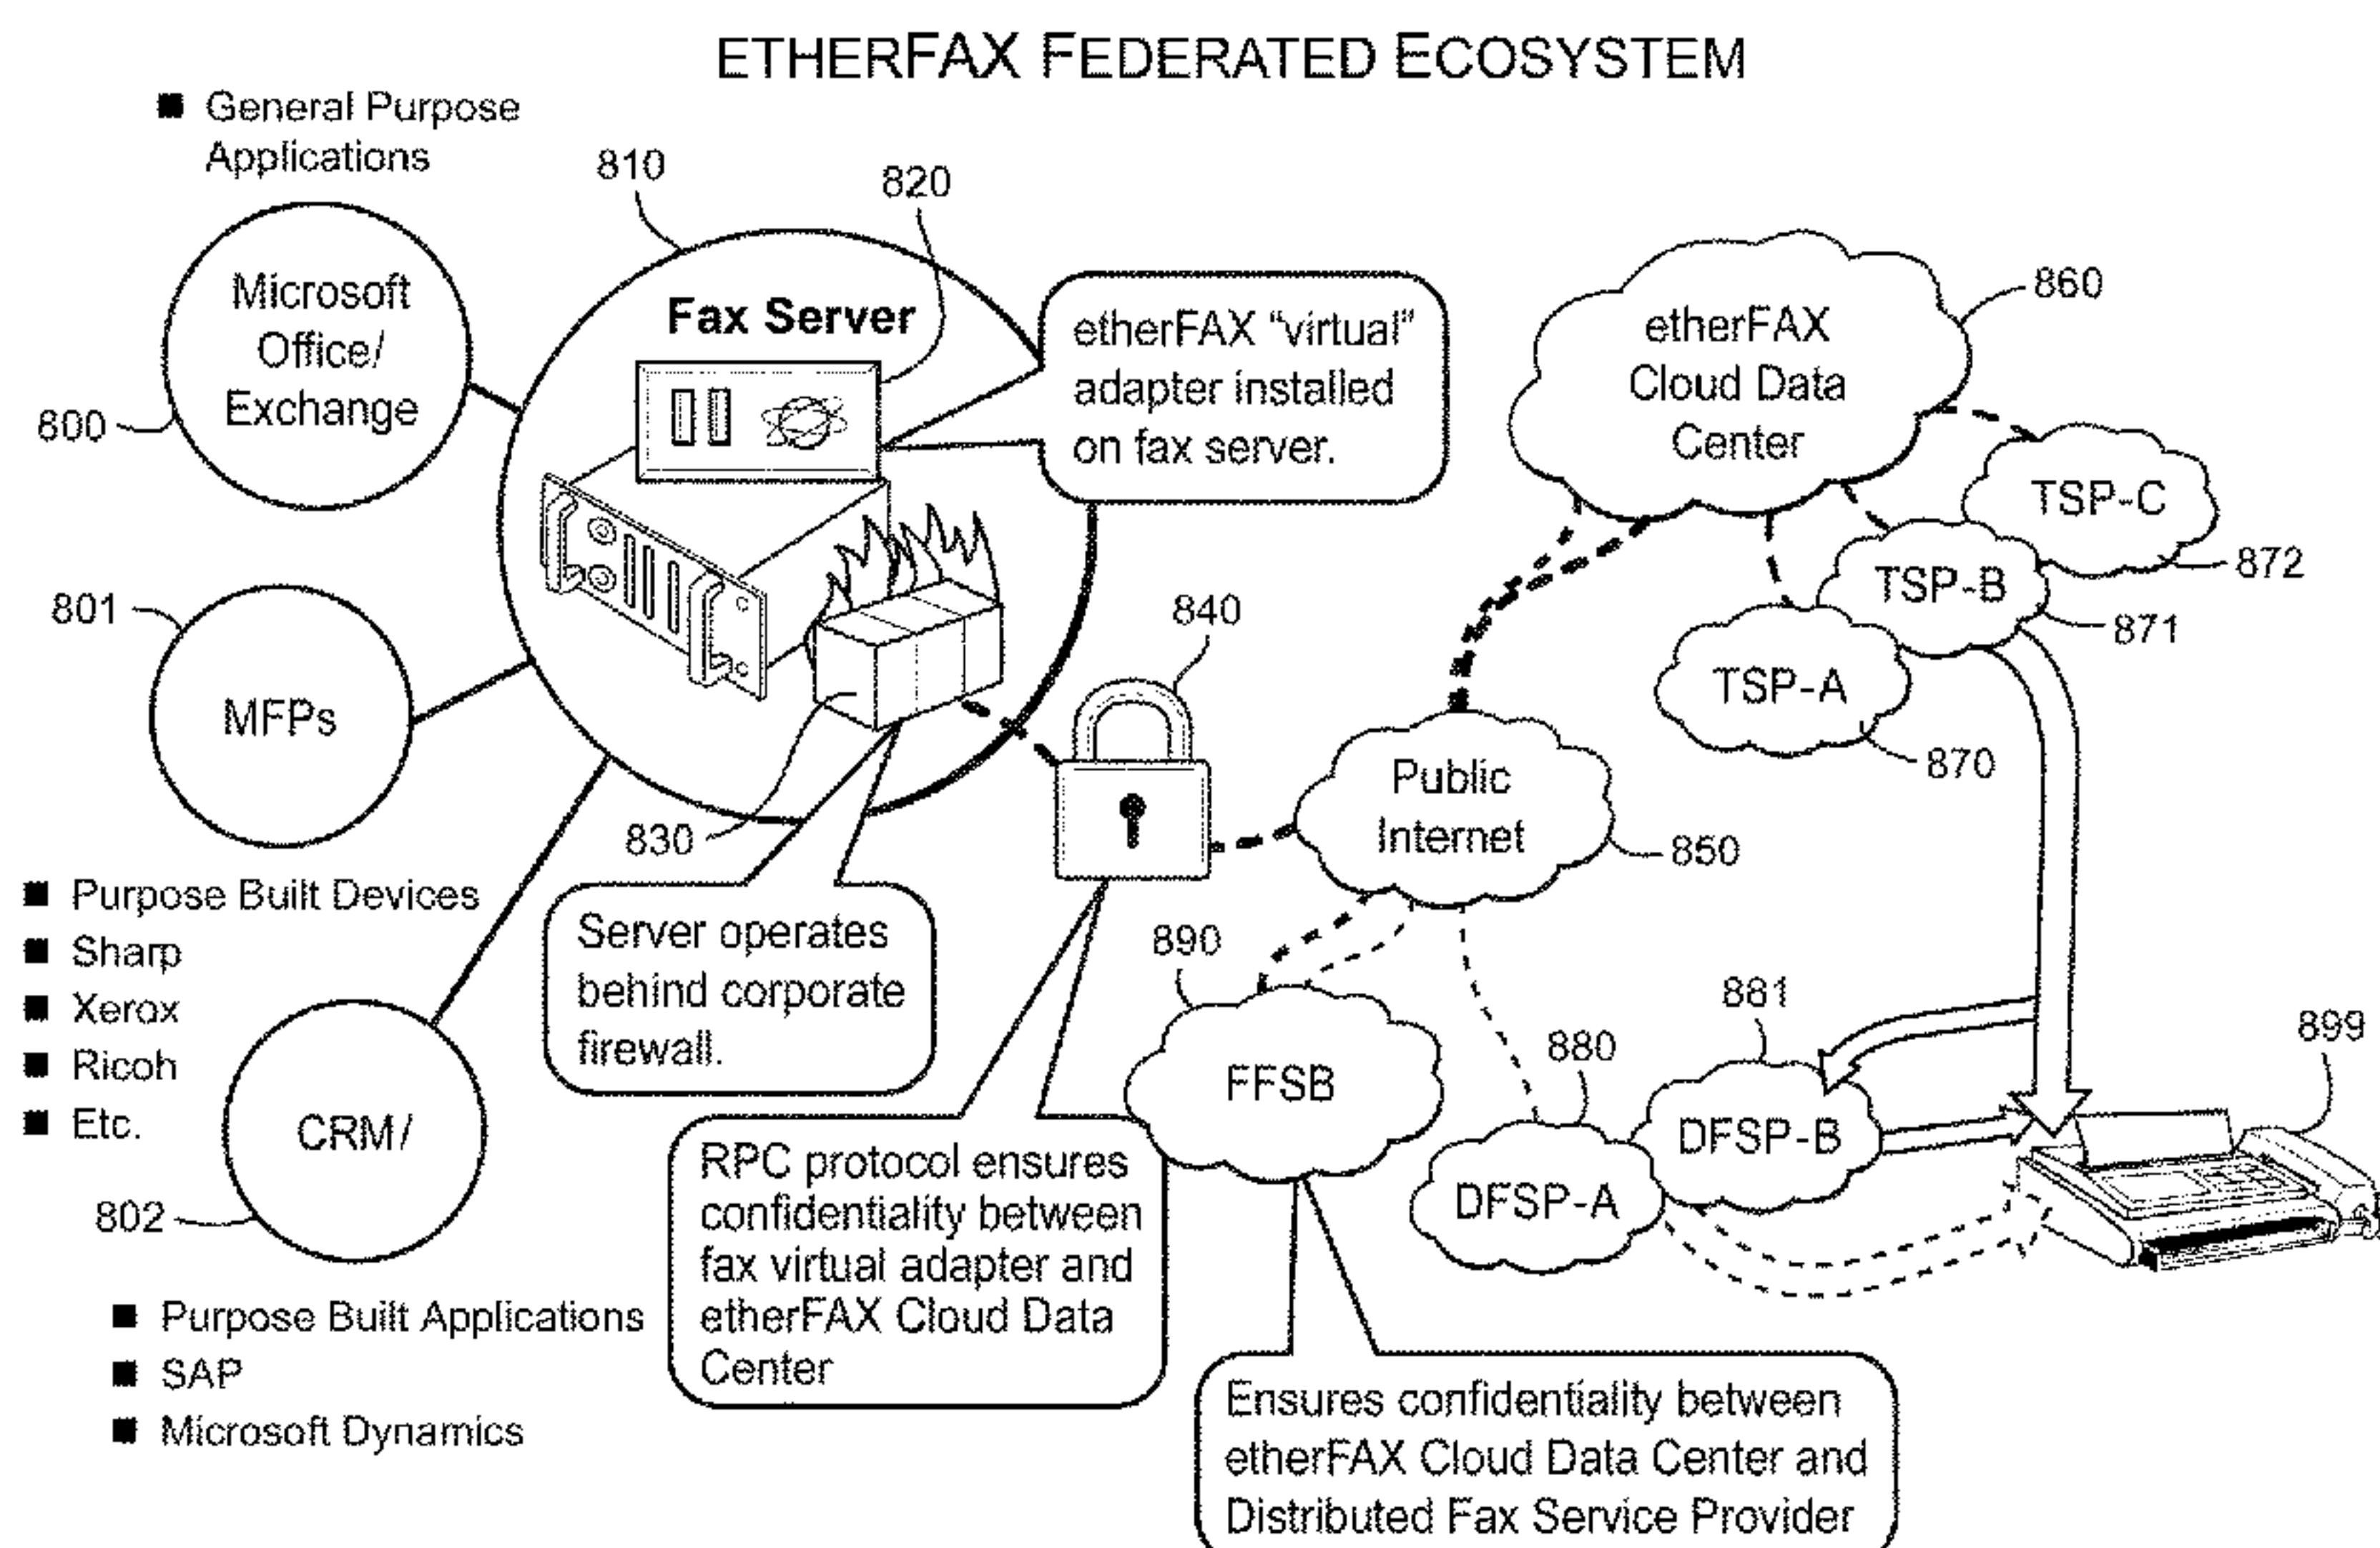 ETHERFAX FEDERATED ECOSYSTEM
■ General Purpose
Applications
810
820
Microsoft
Office/
Exchange
800
Fax Server
etherFAX "virtual"
adapter installed
on fax server.
etherFAX
Cloud Data
Center
860
TSP-C
872
TSP-B
871
TSP-A
870
801
MFPs
840
830
Public
Internet
850
■ Purpose Built Devices
■ Sharp
■ Xerox
■ Ricoh
■ Etc.
Server operates
behind corporate
firewall.
890
FFSB
881
880
DFSP-B
DFSP-A
899
CRM/
802
RPC protocol ensures
confidentiality between
fax virtual adapter and
etherFAX Cloud Data
Center
■ Purpose Built Applications
■ SAP
■ Microsoft Dynamics
Ensures confidentiality between
etherFAX Cloud Data Center and
Distributed Fax Service Provider